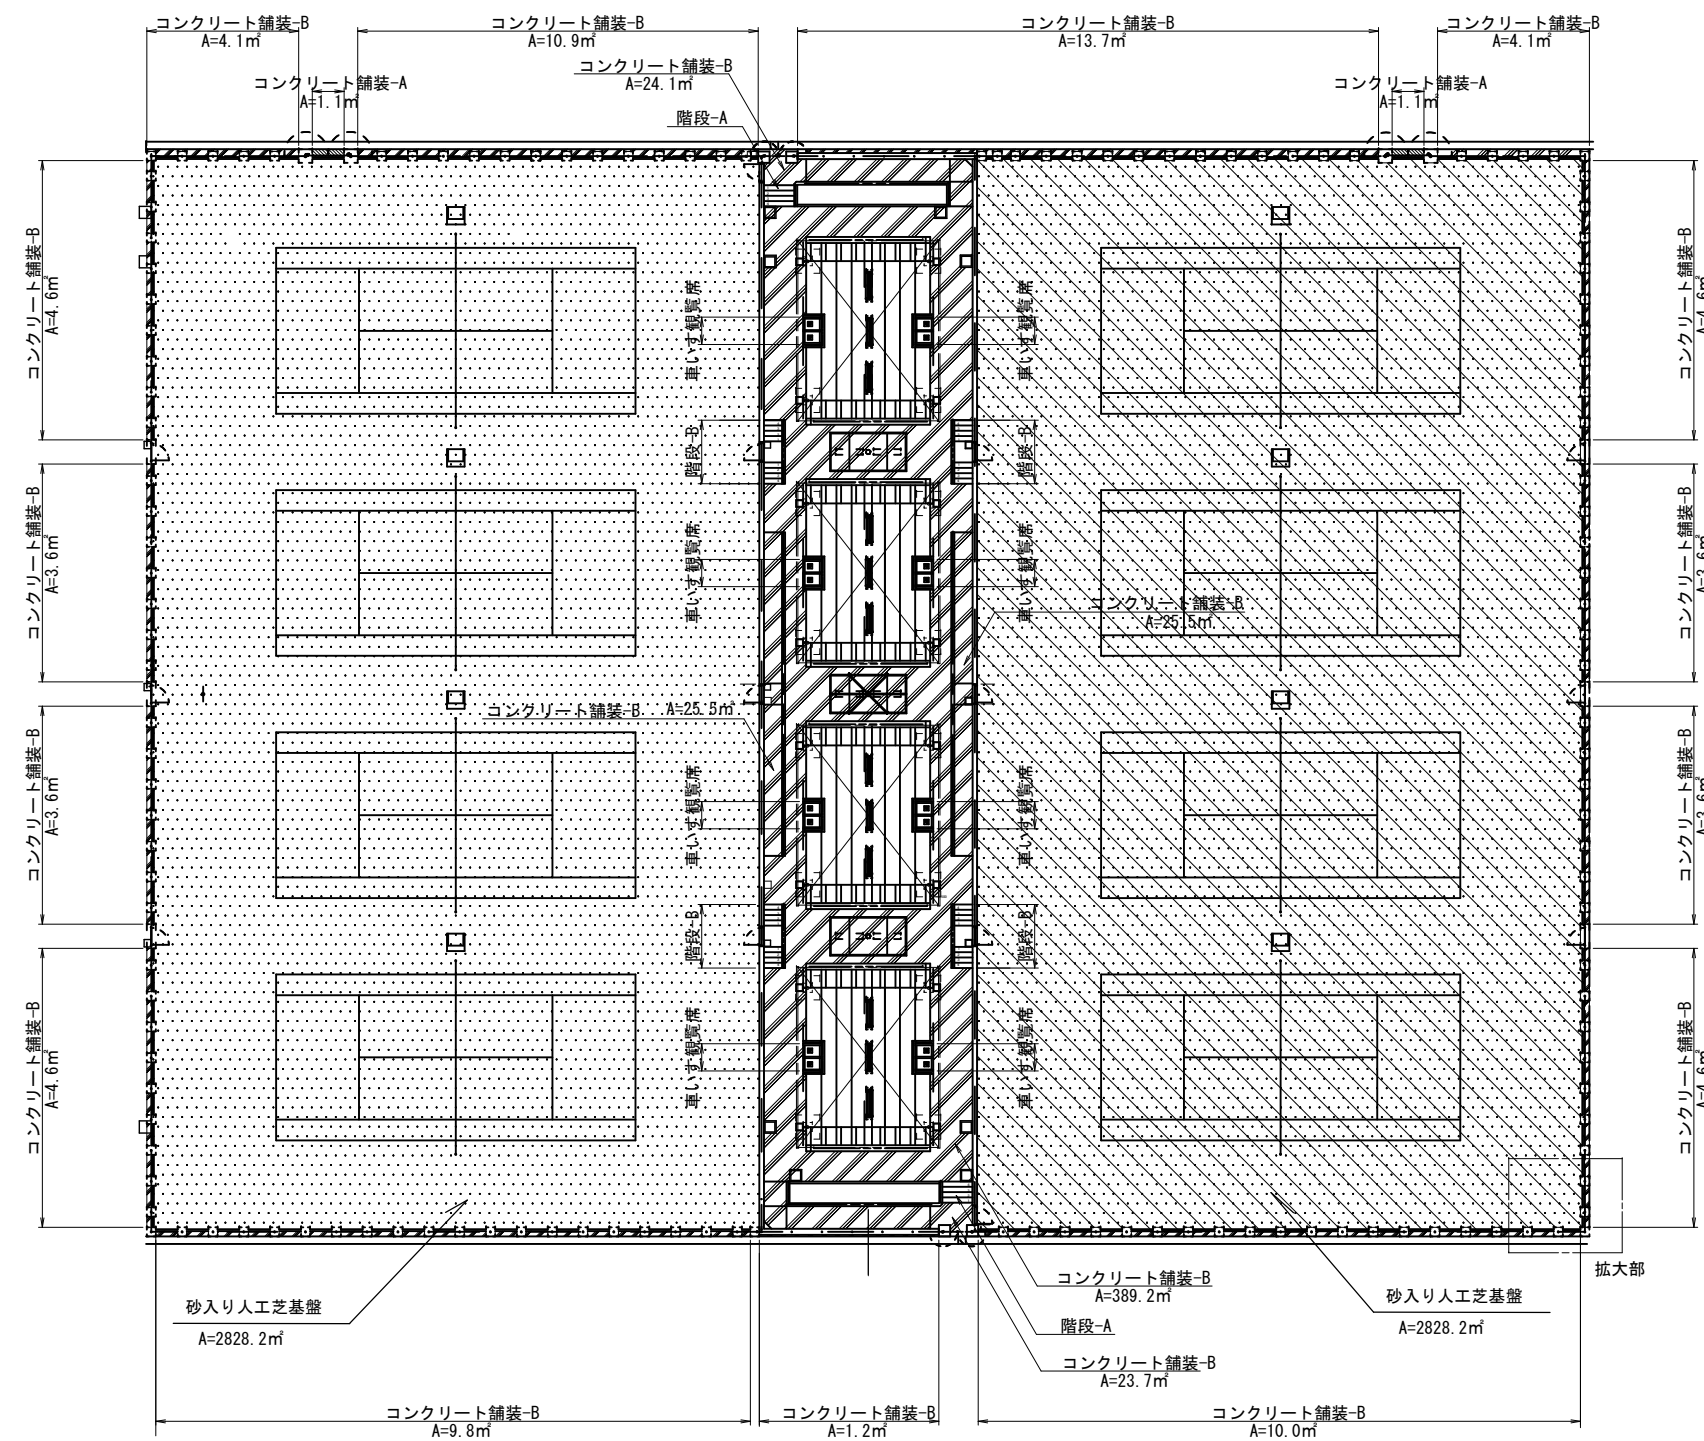 コンクリート舗装-B
A=4.1㎡
コンクリート舗装-B
A=10.9㎡
コンクリート舗装-B
A=13.7㎡
コンクリート舗装-B
A=4.1㎡
コンクリート舗装-B
A=24.1㎡
コンクリート舗装-A
A=1.1㎡
コンクリート舗装-A
A=1.1㎡
階段-A
コンクリート舗装-B
A=4.6㎡
コンクリート舗装-B
A=3.6㎡
コンクリート舗装-B
A=3.6㎡
コンクリート舗装-B
A=4.6㎡
車いす観覧席
車いす観覧席
階段-B
階段-B
車いす観覧席
車いす観覧席
コンクリート舗装-B
A=25.5㎡
コンクリート舗装-B
A=25.5㎡
車いす観覧席
車いす観覧席
階段-B
階段-B
車いす観覧席
車いす観覧席
コンクリート舗装-B
A=4.6㎡
コンクリート舗装-B
A=3.6㎡
コンクリート舗装-B
A=3.6㎡
コンクリート舗装-B
A=4.6㎡
拡大部
砂入り人工芝基盤
A=2828.2㎡
コンクリート舗装-B
A=389.2㎡
階段-A
コンクリート舗装-B
A=23.7㎡
砂入り人工芝基盤
A=2828.2㎡
コンクリート舗装-B
A=9.8㎡
コンクリート舗装-B
A=1.2㎡
コンクリート舗装-B
A=10.0㎡